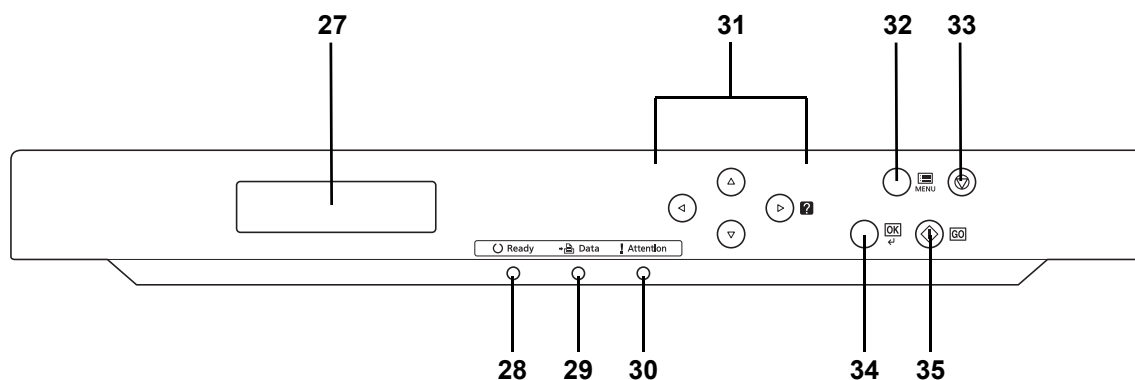 27 31 32 33
MENU
OK
GO
?
Ready Data ! Attention
28 29 30 34 35